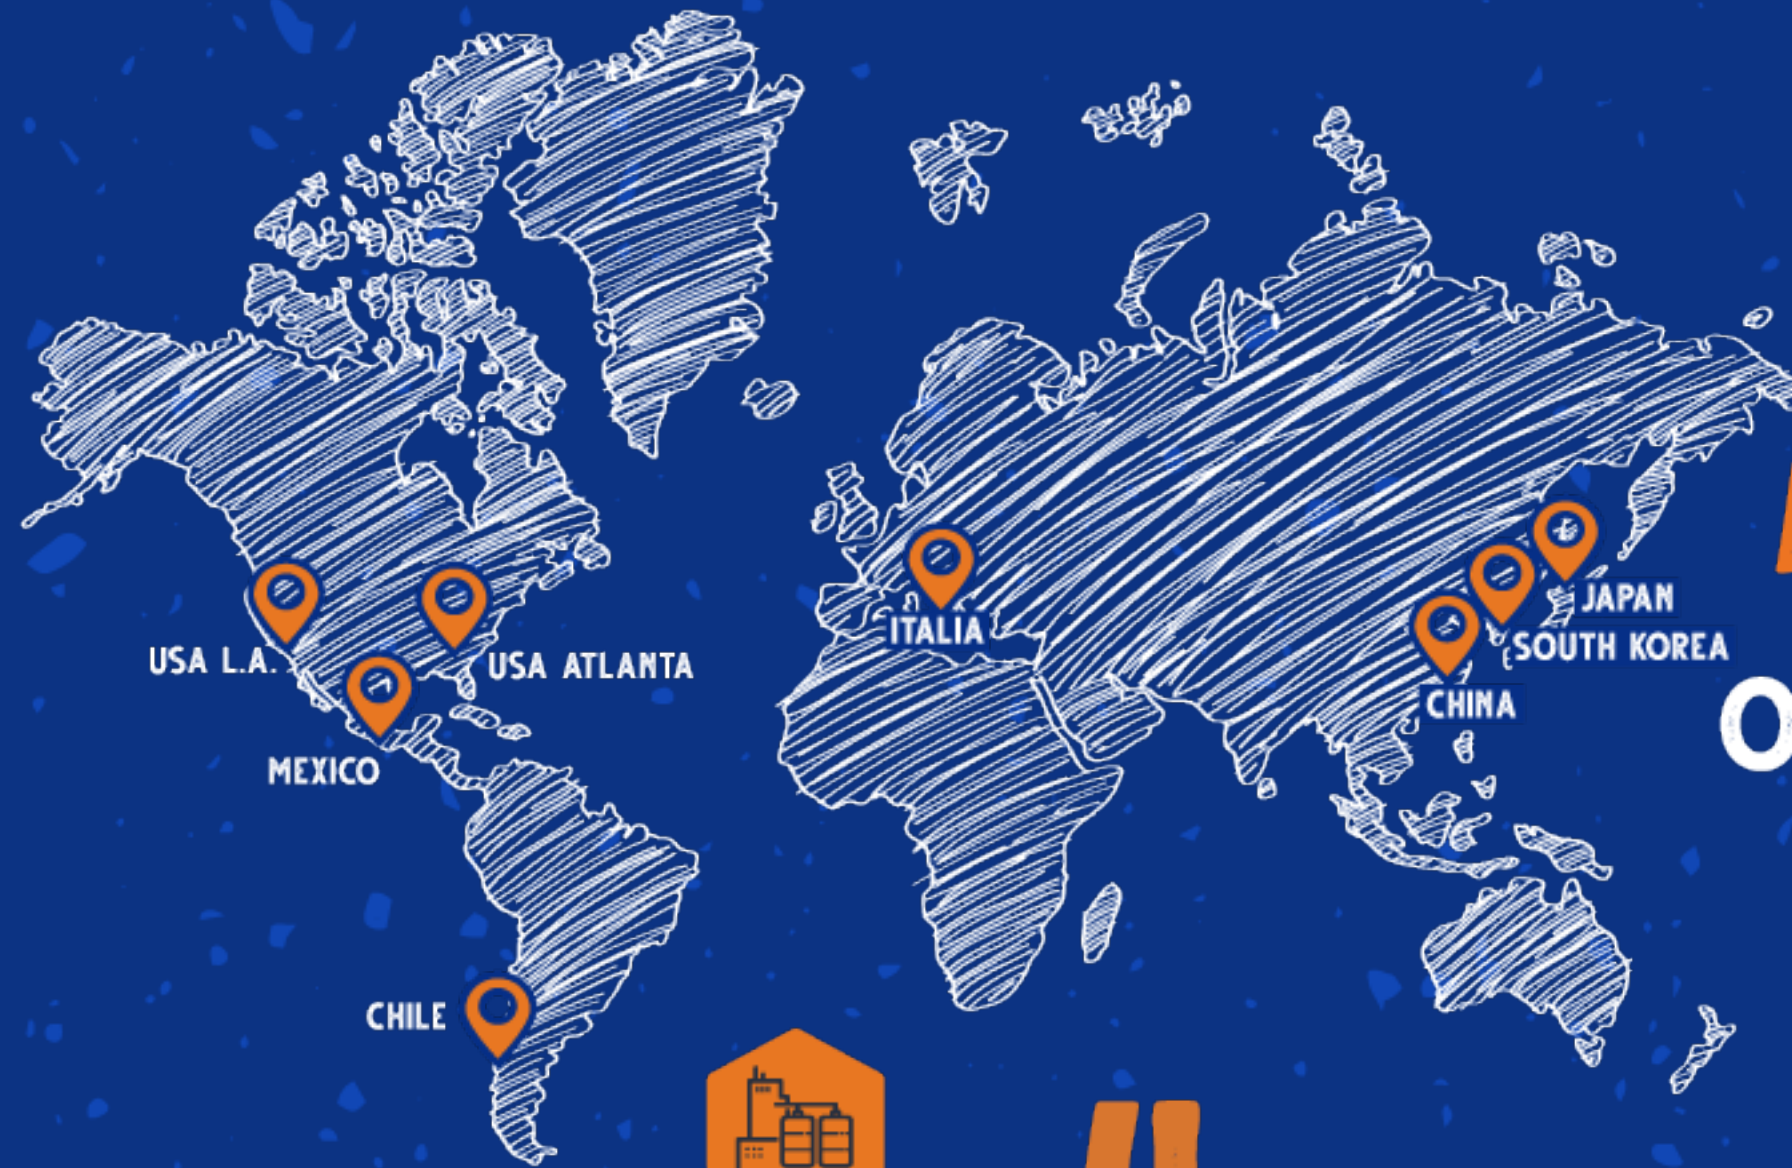 ITALIA
JAPAN
SOUTH KOREA
USA L.A.
USA ATLANTA
CHINA
MEXICO
CHILE